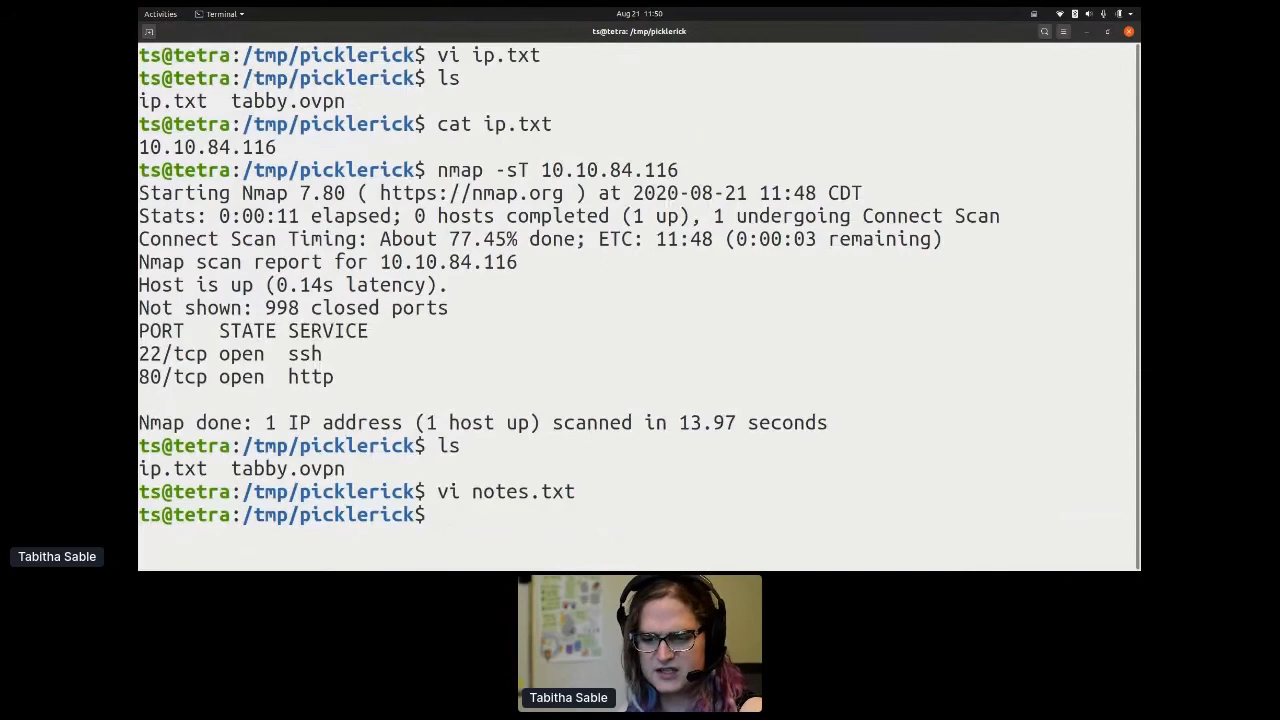 Activities
Terminal
Aug 21 11:50
ts@tetra: /tmp/picklerick
ts@tetra:/tmp/picklerick$ vi ip.txt
ts@tetra:/tmp/picklerick$ ls
ip.txt  tabby.ovpn
ts@tetra:/tmp/picklerick$ cat ip.txt
10.10.84.116
ts@tetra:/tmp/picklerick$ nmap -sT 10.10.84.116
Starting Nmap 7.80 ( https://nmap.org ) at 2020-08-21 11:48 CDT
Stats: 0:00:11 elapsed; 0 hosts completed (1 up), 1 undergoing Connect Scan
Connect Scan Timing: About 77.45% done; ETC: 11:48 (0:00:03 remaining)
Nmap scan report for 10.10.84.116
Host is up (0.14s latency).
Not shown: 998 closed ports
PORT   STATE SERVICE
22/tcp open  ssh
80/tcp open  http
Nmap done: 1 IP address (1 host up) scanned in 13.97 seconds
ts@tetra:/tmp/picklerick$ ls
ip.txt  tabby.ovpn
ts@tetra:/tmp/picklerick$ vi notes.txt
ts@tetra:/tmp/picklerick$
Tabitha Sable
Tabitha Sable